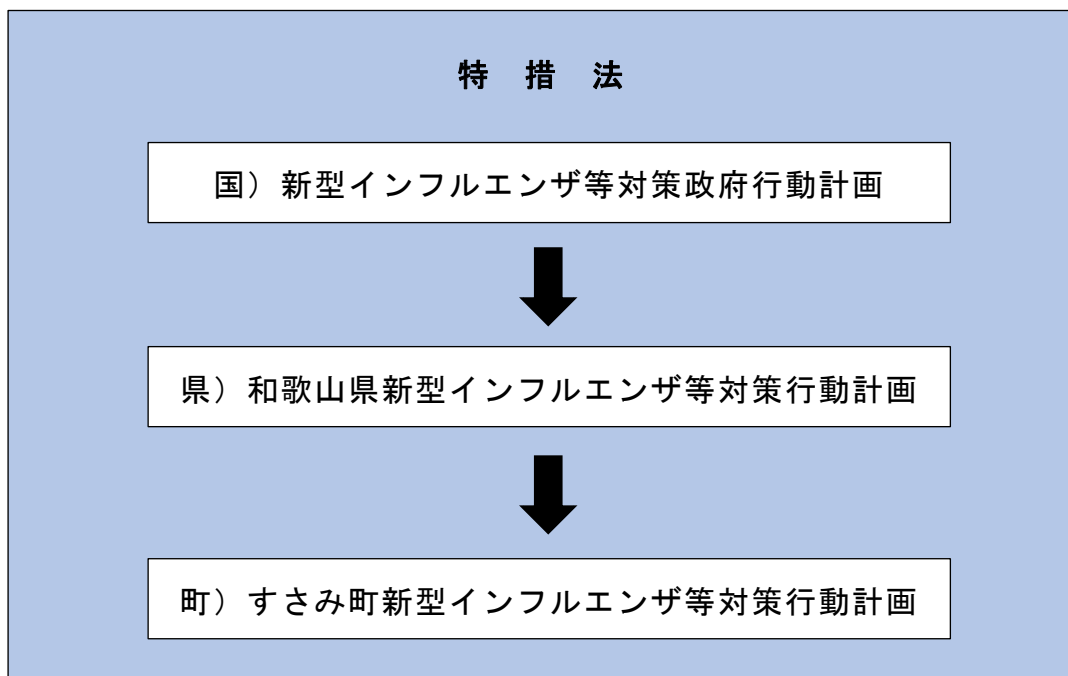 特 措 法
国）新型インフルエンザ等対策政府行動計画
県）和歌山県新型インフルエンザ等対策行動計画
町）すさみ町新型インフルエンザ等対策行動計画